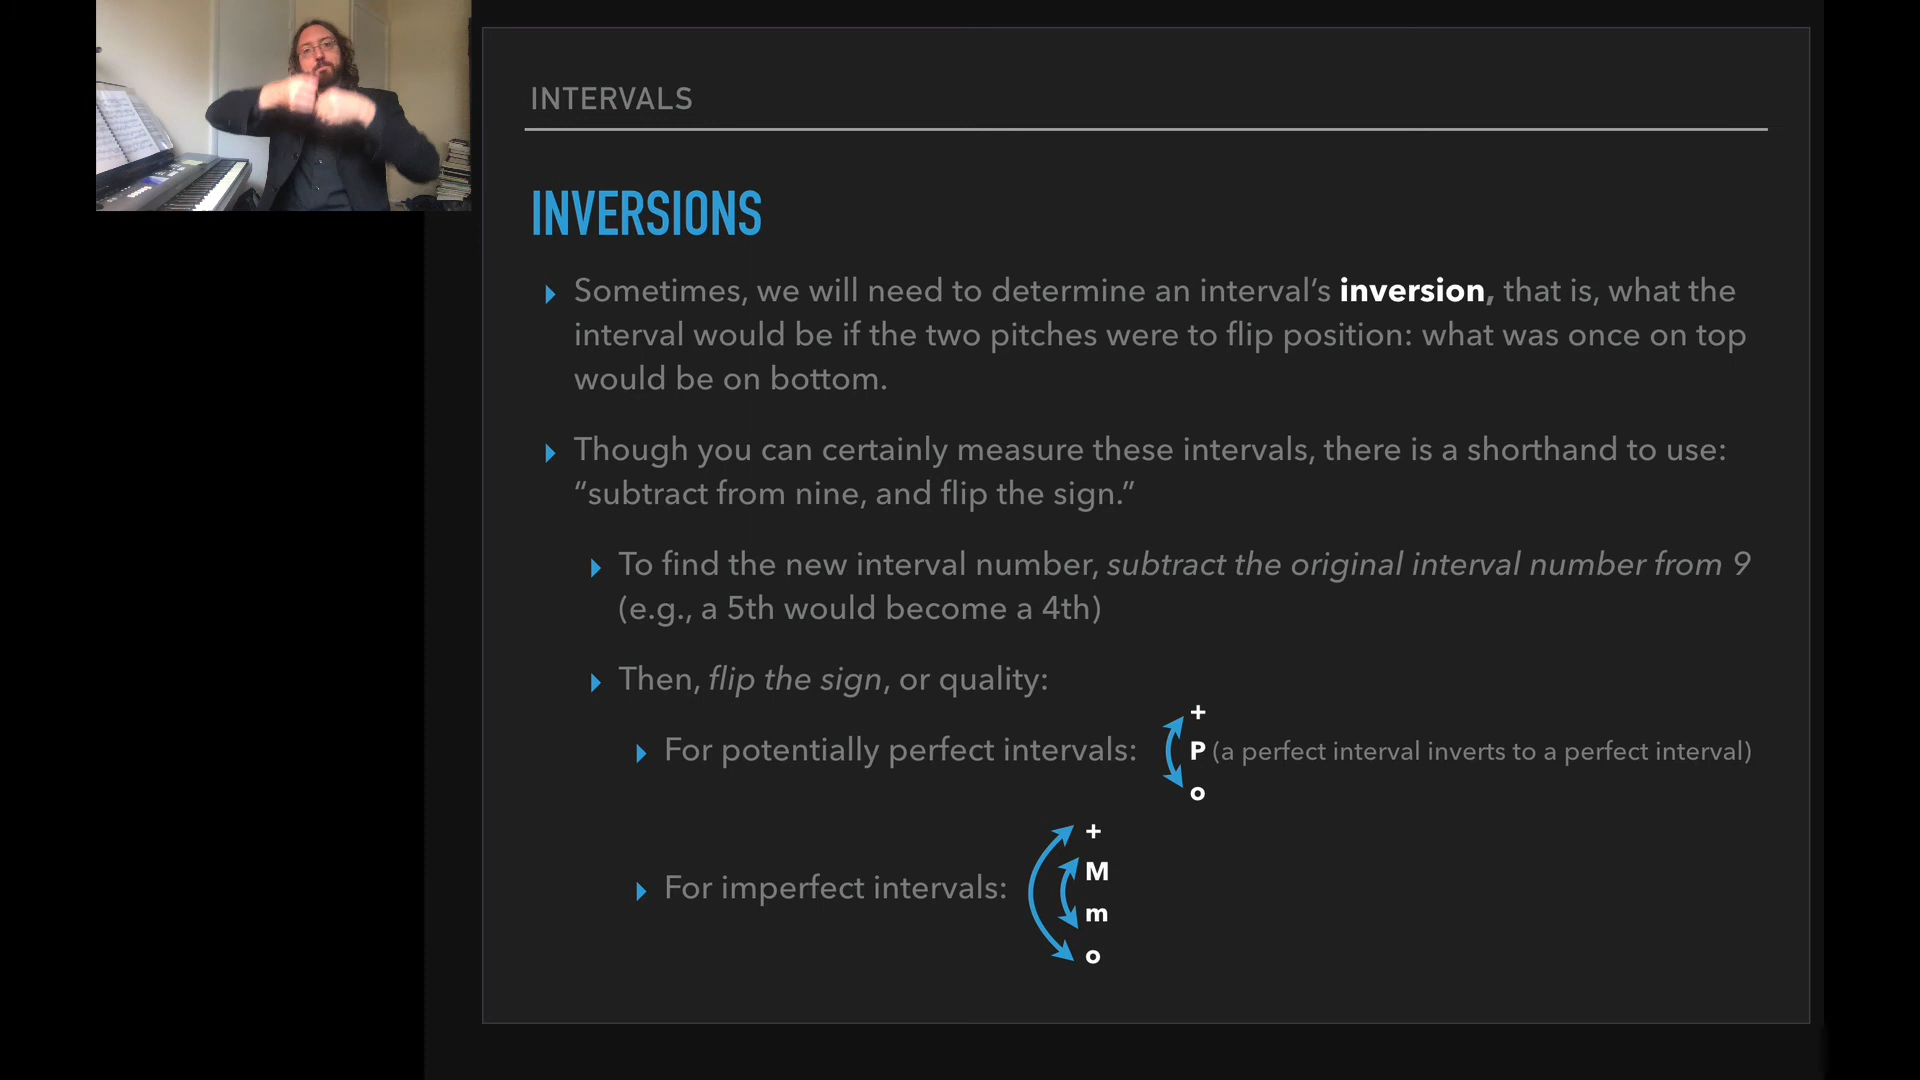 INTERVALS
INVERSIONS
Sometimes, we will need to determine an interval’s inversion, that is, what the
interval would be if the two pitches were to flip position: what was once on top
would be on bottom.
Though you can certainly measure these intervals, there is a shorthand to use:
“subtract from nine, and flip the sign.”
To find the new interval number, subtract the original interval number from 9
(e.g., a 5th would become a 4th)
Then, flip the sign, or quality:
+
For potentially perfect intervals: P (a perfect interval inverts to a perfect interval)
o
+
M
For imperfect intervals:
m
o